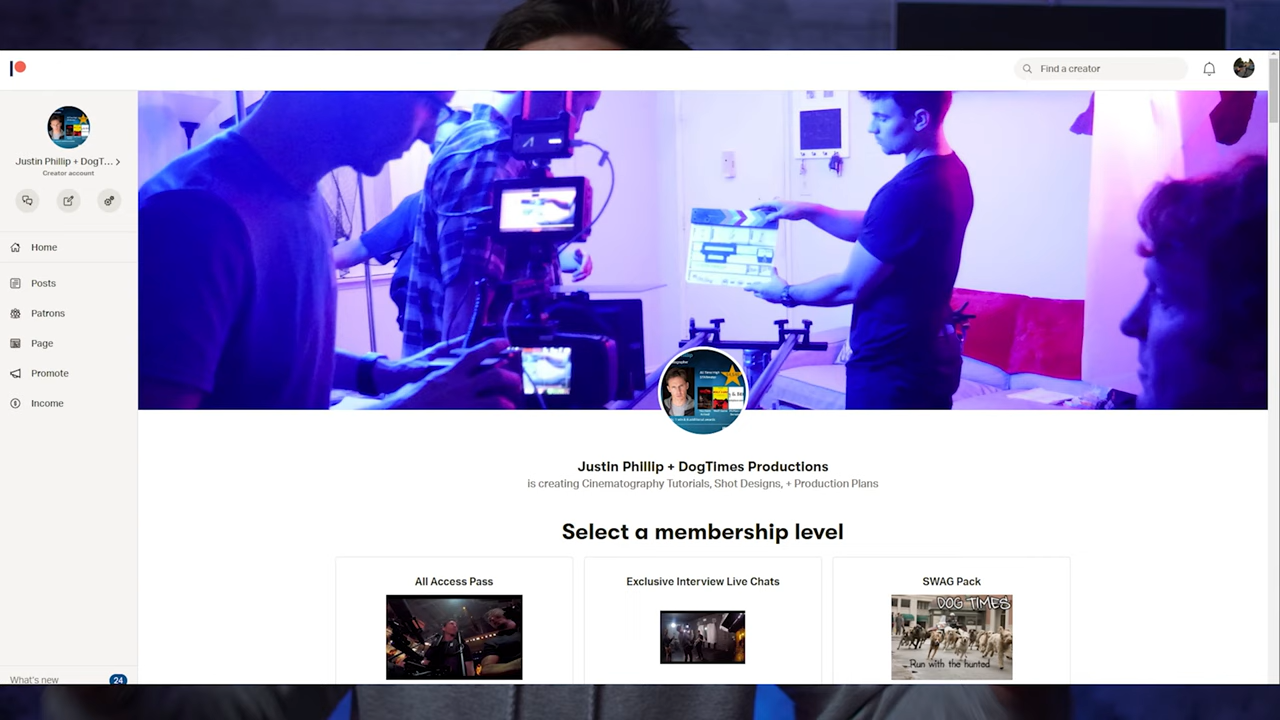 Find a creator
Justin Phillip + DogT...
Creator account
Home
Posts
Patrons
Page
Promote
Income
Justin Phillip + DogTimes Productions
is creating Cinematography Tutorials, Shot Designs, + Production Plans
Select a membership level
All Access Pass
Exclusive Interview Live Chats
SWAG Pack
DOG TIMES
Run with the hunted
What's new
24